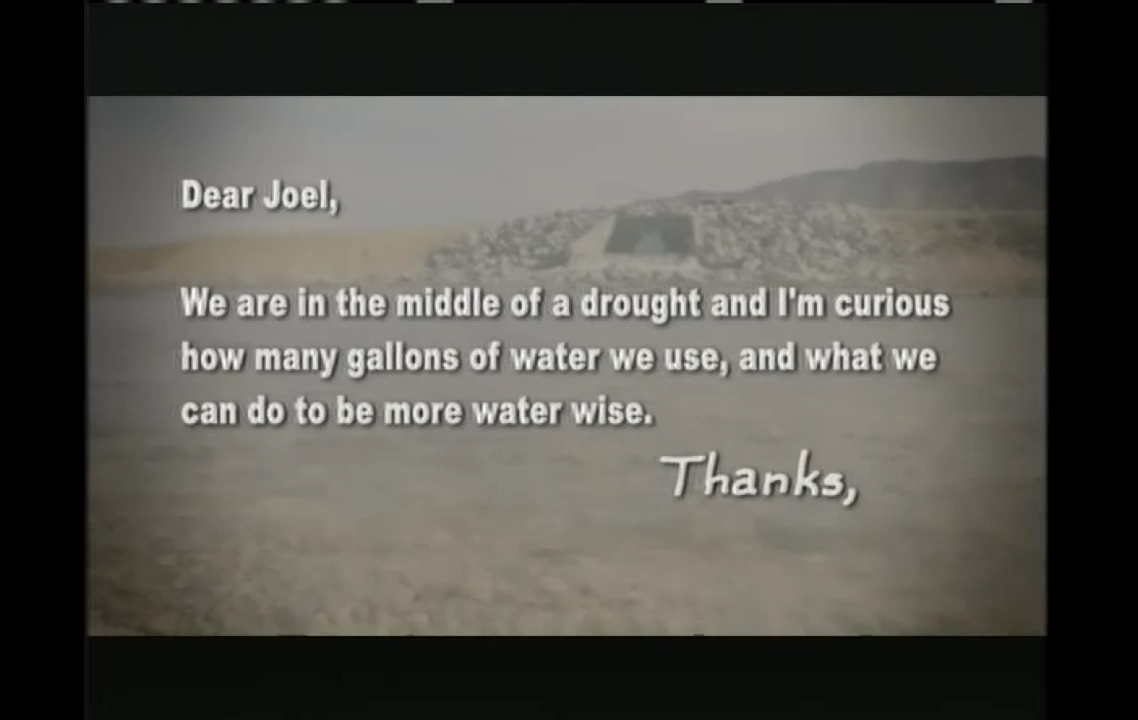 Dear Joel,
We are in the middle of a drought and I'm curious
how many gallons of water we use, and what we
can do to be more water wise.
Thanks,